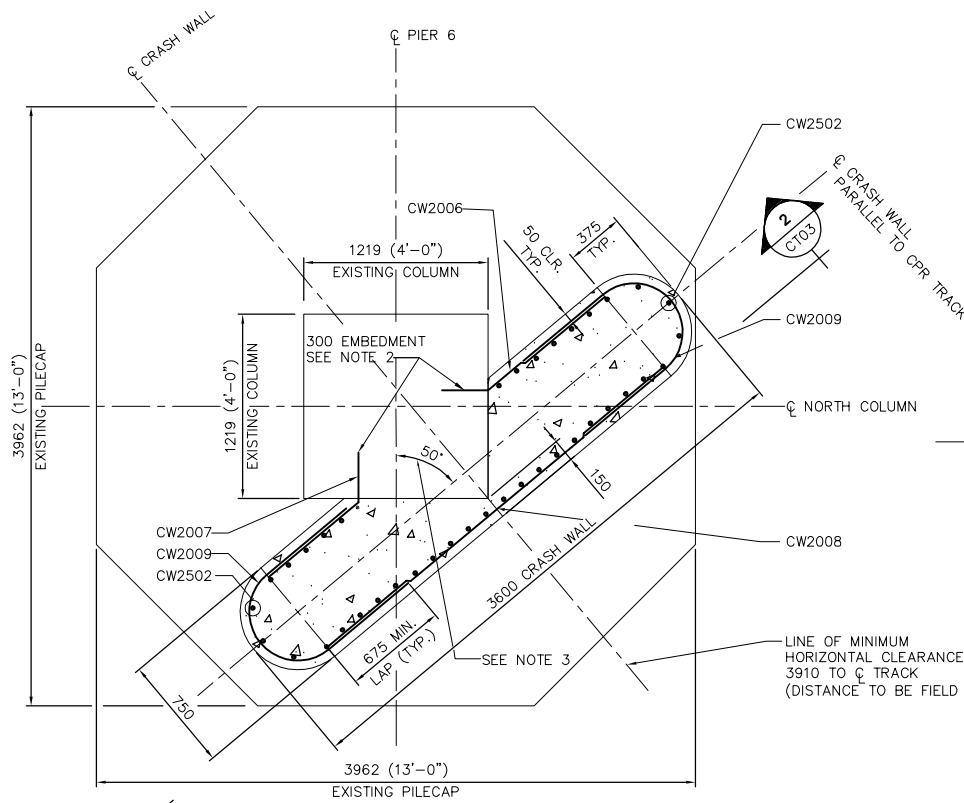 ℄ CRASH WALL
℄ PIER 6
CW2502
℄ CRASH WALL
PARALLEL TO CPR TRACK
2
CT03
CW2006
375
TYP.
50 CLR.
TYP.
1219 (4'-0")
EXISTING COLUMN
CW2009
300 EMBEDMENT
SEE NOTE 2
3962 (13'-0")
EXISTING PILECAP
1219 (4'-0")
EXISTING COLUMN
℄ NORTH COLUMN
50°
150
CW2007
CW2009
CW2502
CW2008
3600 CRASH WALL
675 MIN.
LAP (TYP.)
SEE NOTE 3
LINE OF MINIMUM
HORIZONTAL CLEARANCE
3910 TO ℄ TRACK
(DISTANCE TO BE FIELD
750
3962 (13'-0")
EXISTING PILECAP